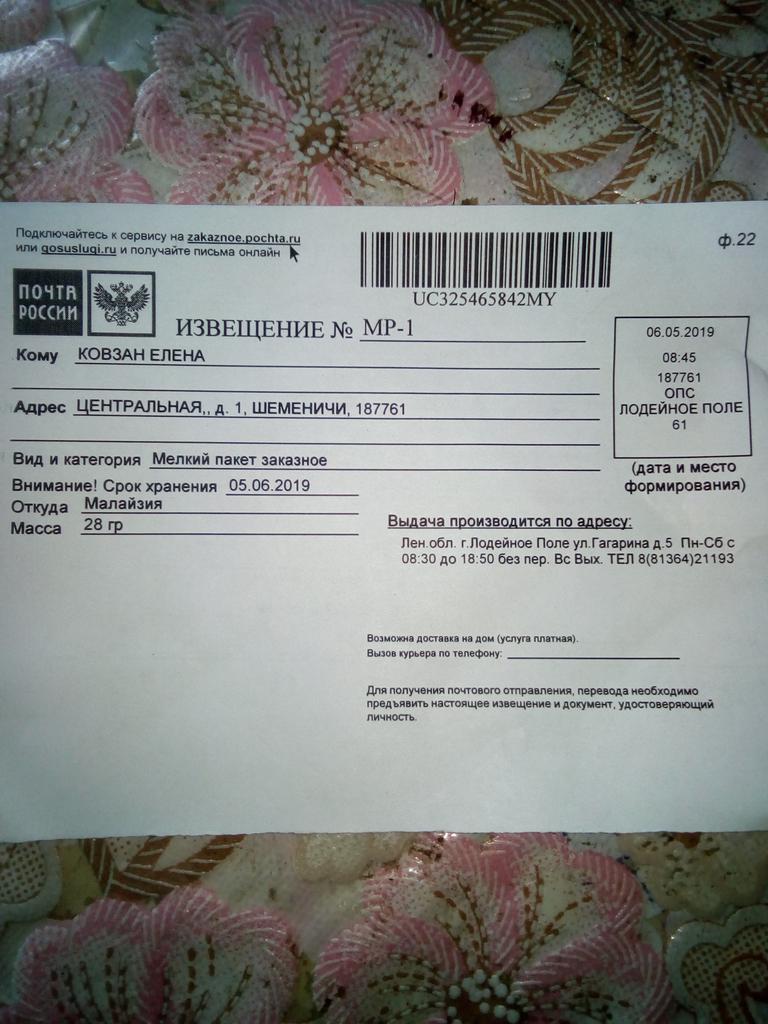 Подключайтесь к сервису на zakaznoe.pochta.ru
или gosuslugi.ru и получайте письма онлайн
ф.22
UC325465842MY
ПОЧТА
РОССИИ
ИЗВЕЩЕНИЕ № МР-1
Кому КОВЗАН ЕЛЕНА
Адрес ЦЕНТРАЛЬНАЯ,, д. 1, ШЕМЕНИЧИ, 187761
06.05.2019
08:45
187761
ОПС
ЛОДЕЙНОЕ ПОЛЕ
61
(дата и место
формирования)
Вид и категория Мелкий пакет заказное
Внимание! Срок хранения 05.06.2019
Откуда Малайзия
Масса 28 гр
Выдача производится по адресу:
Лен.обл. г.Лодейное Поле ул.Гагарина д.5 Пн-Сб с
08:30 до 18:50 без пер. Вс Вых. ТЕЛ 8(81364)21193
Возможна доставка на дом (услуга платная).
Вызов курьера по телефону:
Для получения почтового отправления, перевода необходимо
предъявить настоящее извещение и документ, удостоверяющий
личность.